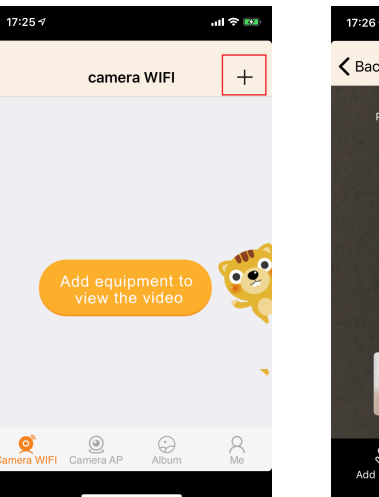 17:25
camera WIFI
Add equipment to
view the video
Camera WIFI
Camera AP
Album
Me
17:26
Bac
Add